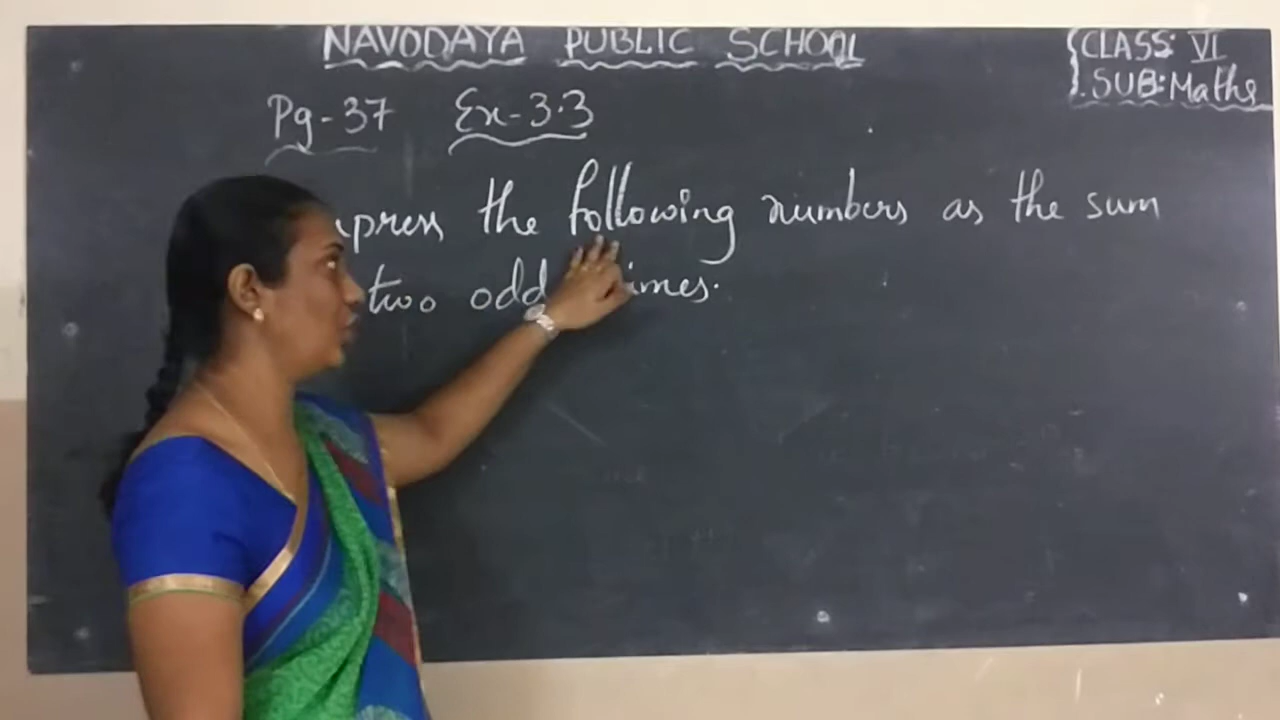 NAVODAYA PUBLIC SCHOOL
CLASS: VI
SUB: Maths
Pg-37 Ex-3.3
the following numbers as the sum
two odd